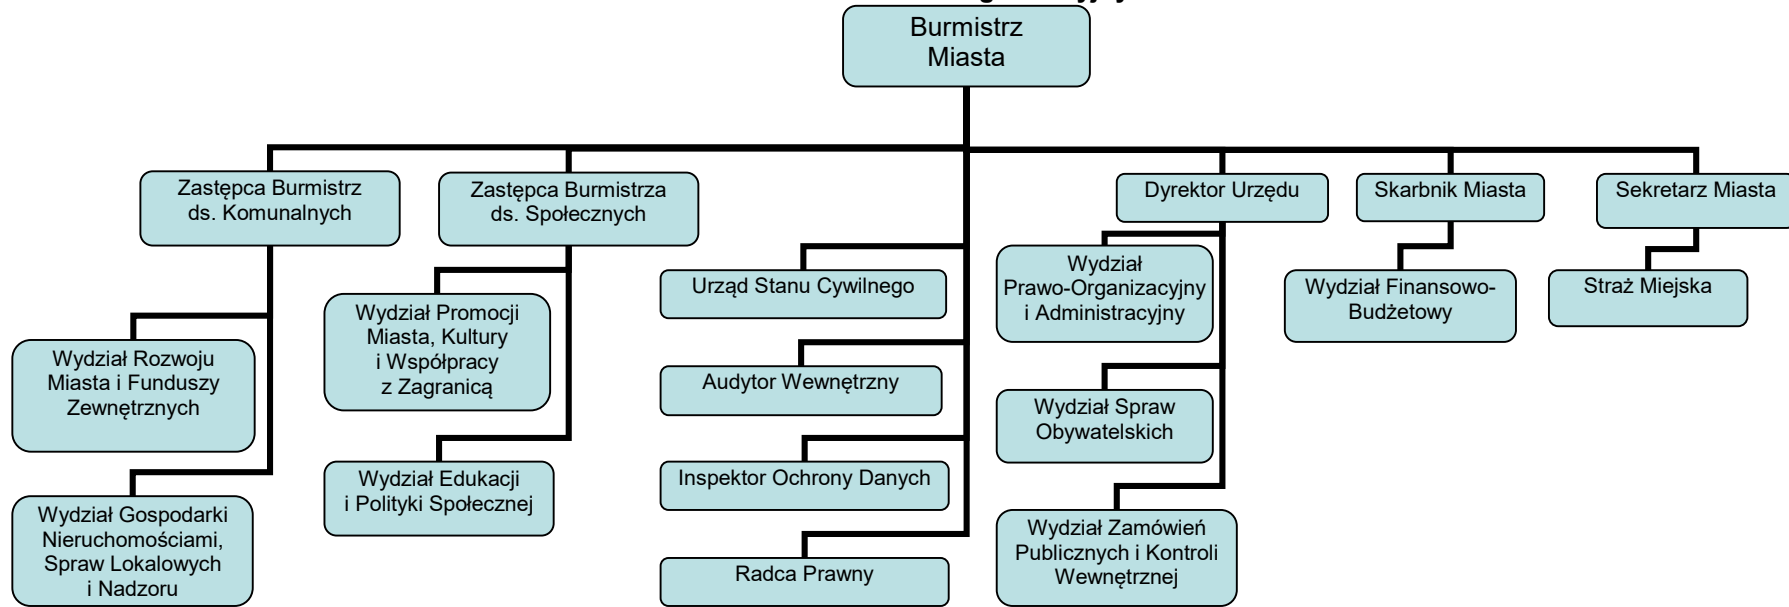 Burmistrz
Miasta
Zastępca Burmistrz
ds. Komunalnych
Zastępca Burmistrza
ds. Społecznych
Dyrektor Urzędu
Skarbnik Miasta
Sekretarz Miasta
Wydział Rozwoju
Miasta i Funduszy
Zewnętrznych
Wydział Gospodarki
Nieruchomościami,
Spraw Lokalowych
i Nadzoru
Wydział Promocji
Miasta, Kultury
i Współpracy
z Zagranicą
Wydział Edukacji
i Polityki Społecznej
Urząd Stanu Cywilnego
Audytor Wewnętrzny
Inspektor Ochrony Danych
Radca Prawny
Wydział
Prawo-Organizacyjny
i Administracyjny
Wydział Spraw
Obywatelskich
Wydział Zamówień
Publicznych i Kontroli
Wewnętrznej
Wydział Finansowo-
Budżetowy
Straż Miejska